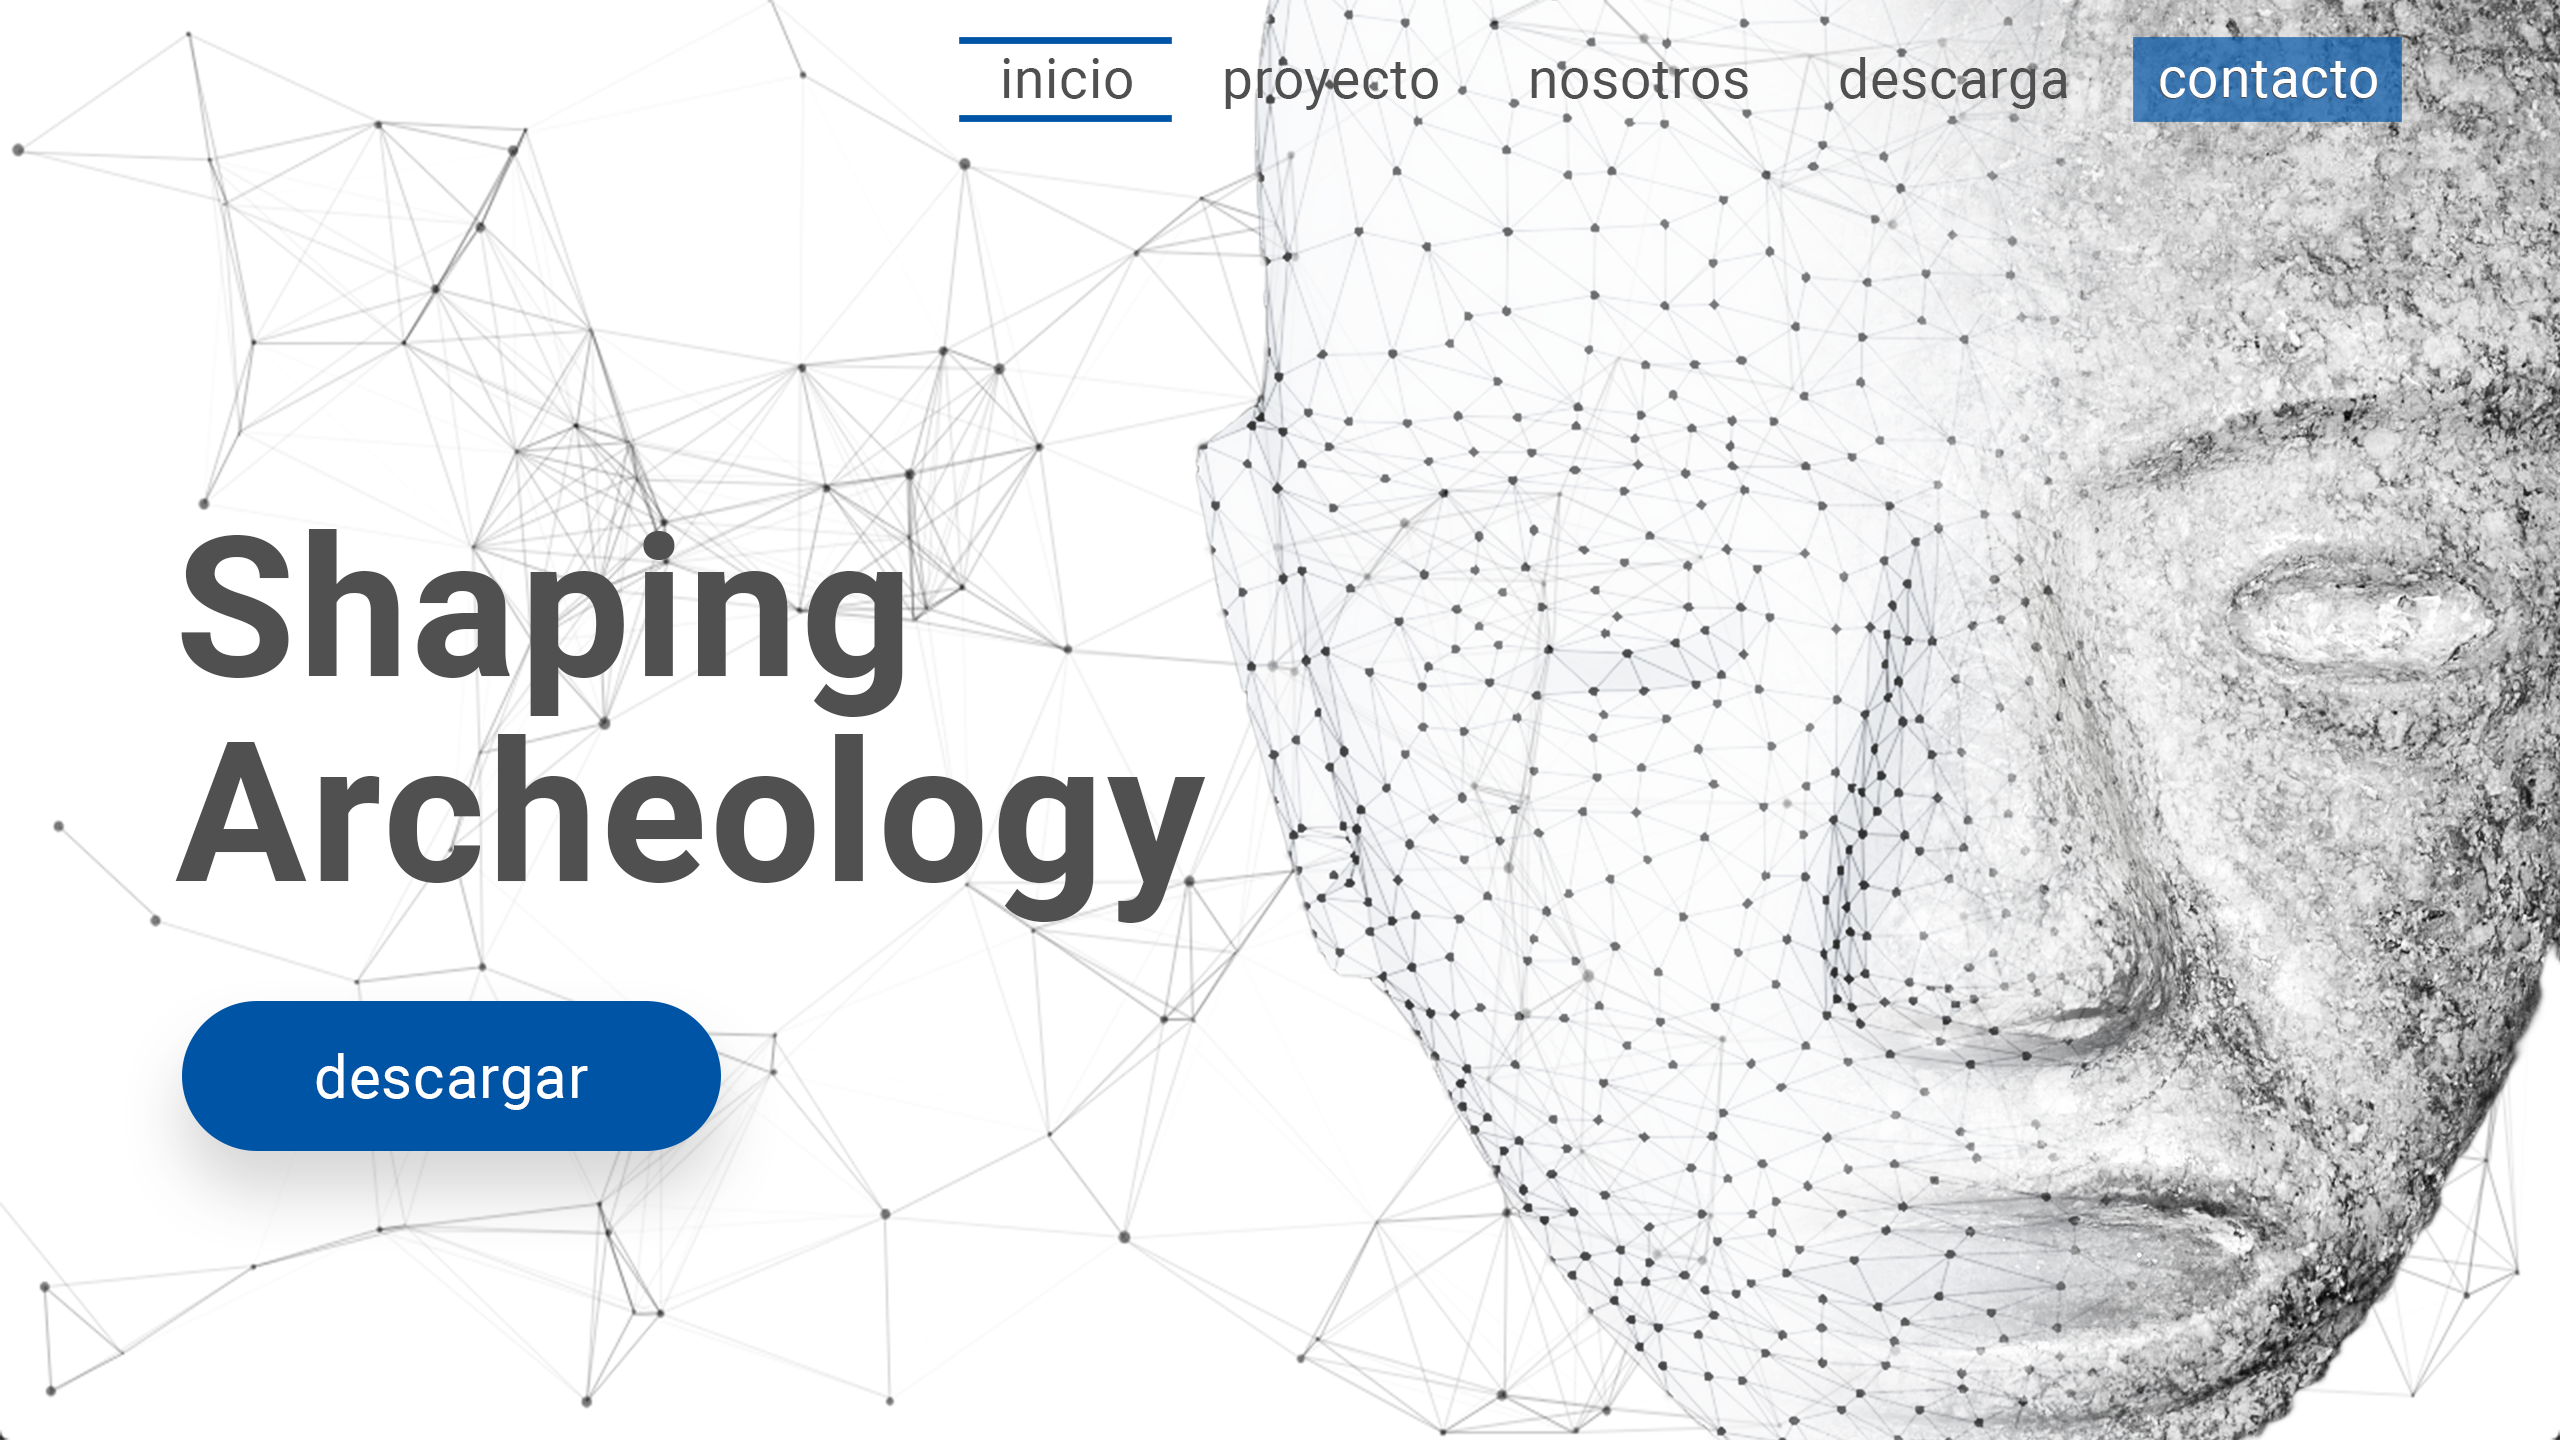 inicio proyecto nosotros descarga contacto
Shaping
Archeology
descargar